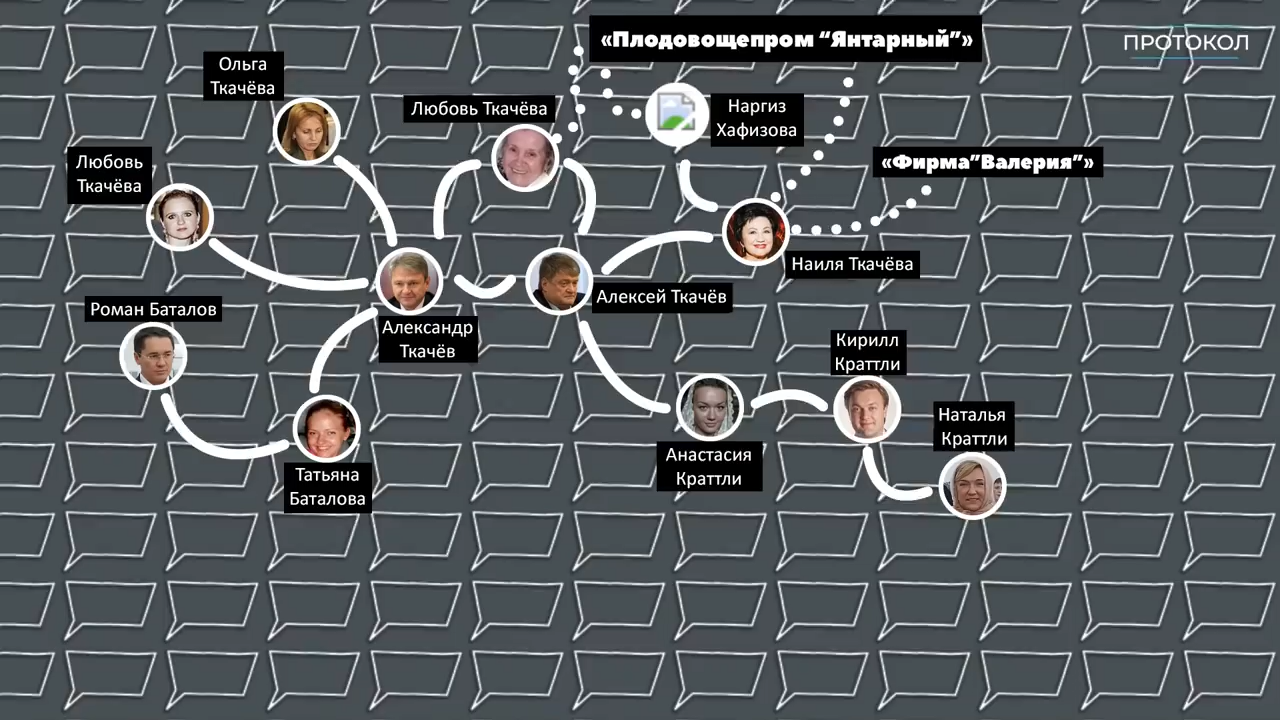 «Плодовощепром “Янтарный”»
ПРОТОКОЛ
Ольга
Ткачёва
Любовь Ткачёва
Наргиз
Хафизова
Любовь
Ткачёва
«Фирма”Валерия”»
Наиля Ткачёва
Роман Баталов
Алексей Ткачёв
Александр
Ткачёв
Кирилл
Краттли
Наталья
Краттли
Анастасия
Краттли
Татьяна
Баталова